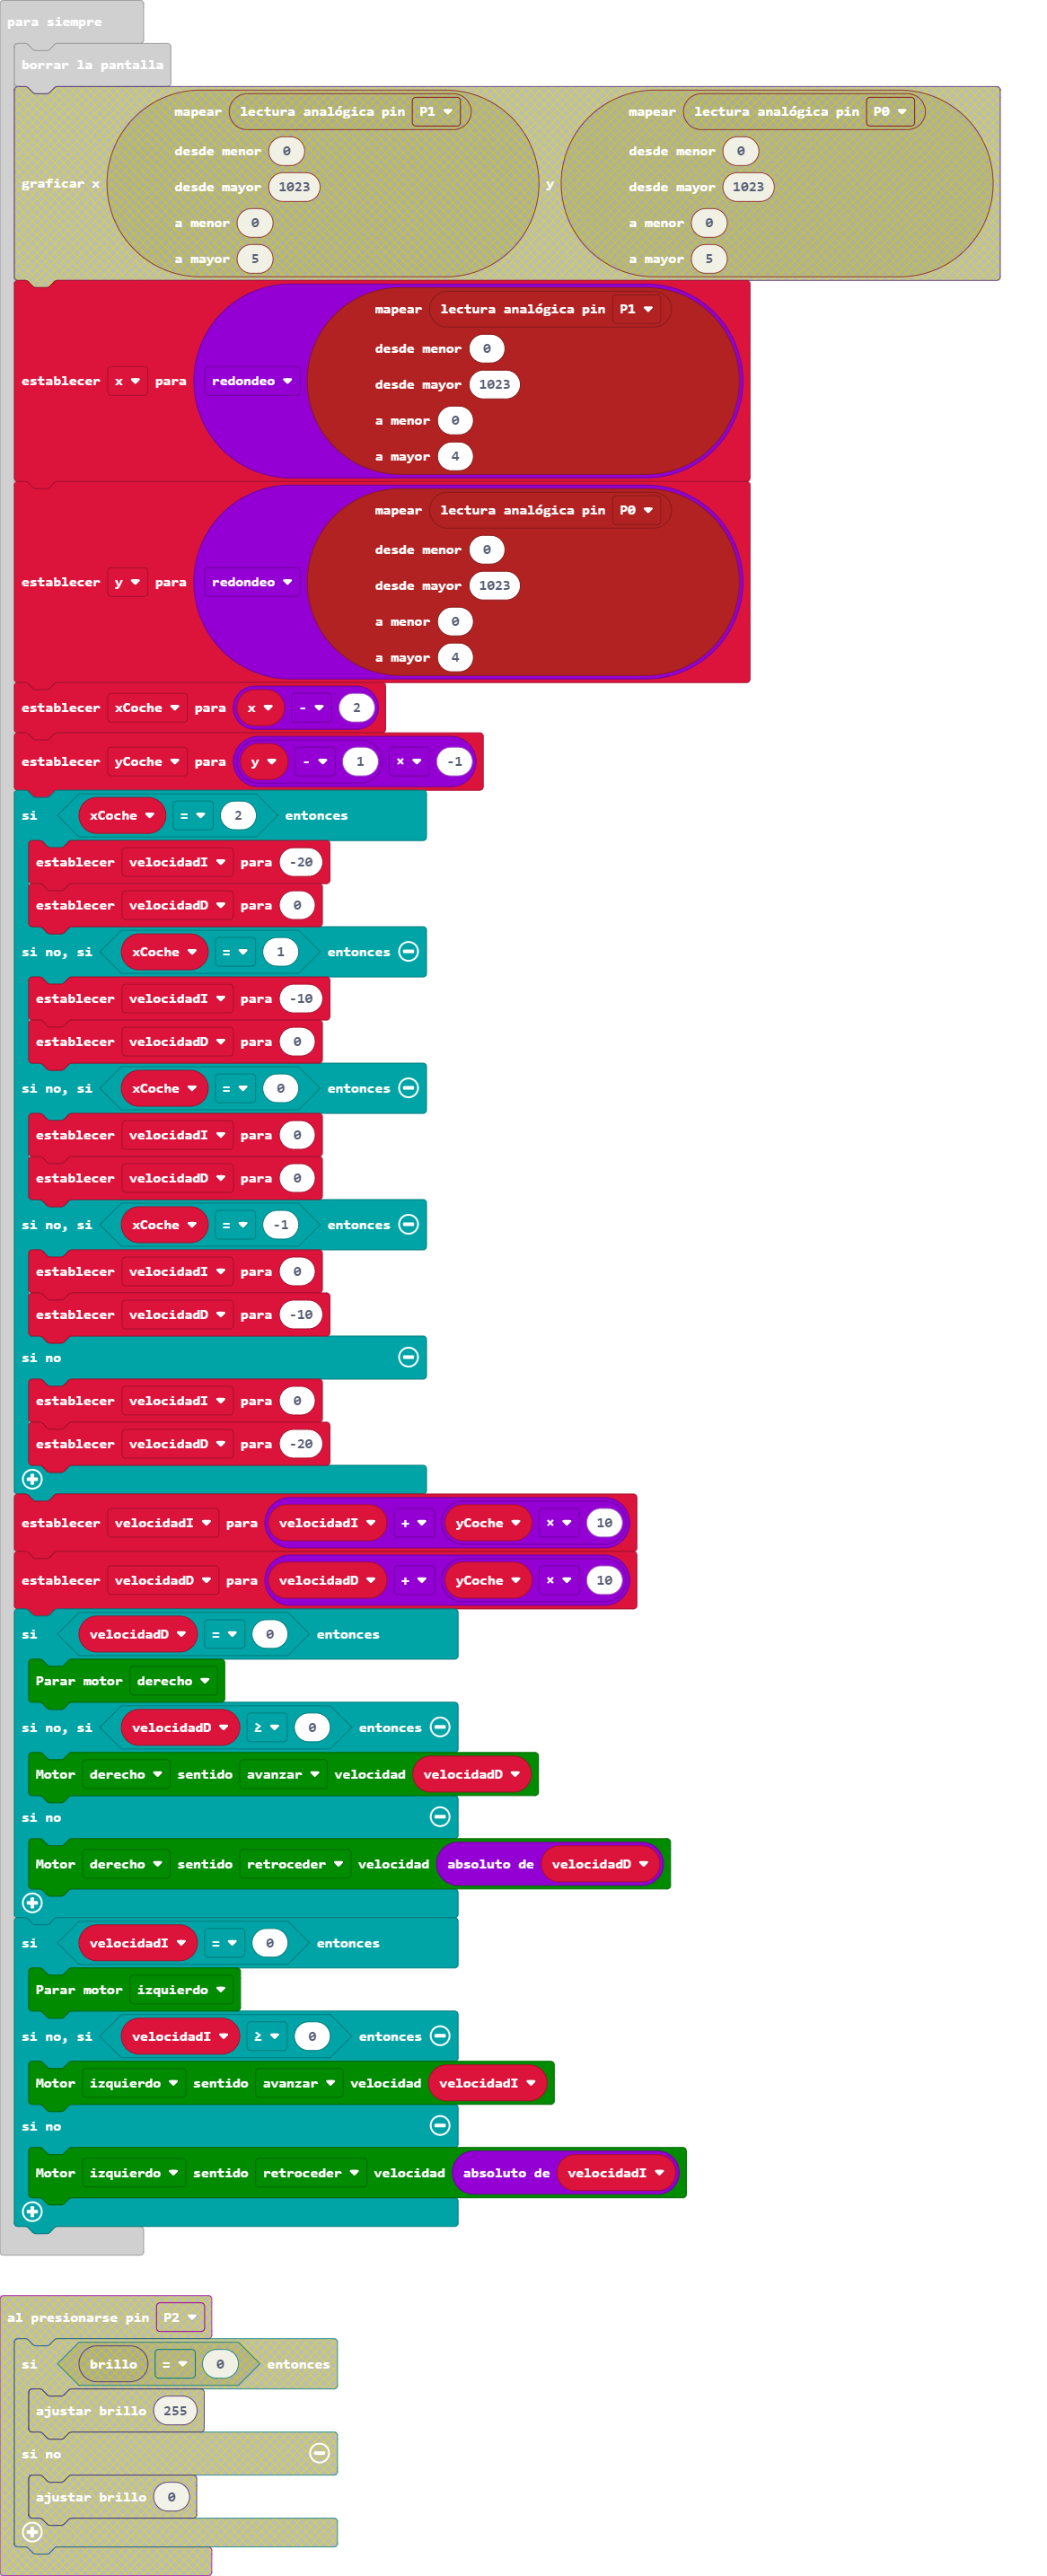 para siempre
borrar la pantalla
graficar x mapear lectura analógica pin P1
desde menor 0
desde mayor 1023
a menor 0
a mayor 5
y mapear lectura analógica pin P0
desde menor 0
desde mayor 1023
a menor 0
a mayor 5
establecer x para redondeo mapear lectura analógica pin P1
desde menor 0
desde mayor 1023
a menor 0
a mayor 4
establecer y para redondeo mapear lectura analógica pin P0
desde menor 0
desde mayor 1023
a menor 0
a mayor 4
establecer xCoche para x - 2
establecer yCoche para y - 1 × -1
si xCoche = 2 entonces
establecer velocidadI para -20
establecer velocidadD para 0
si no, si xCoche = 1 entonces
establecer velocidadI para -10
establecer velocidadD para 0
si no, si xCoche = 0 entonces
establecer velocidadI para 0
establecer velocidadD para 0
si no, si xCoche = -1 entonces
establecer velocidadI para 0
establecer velocidadD para -10
si no
establecer velocidadI para 0
establecer velocidadD para -20
establecer velocidadI para velocidadI + yCoche × 10
establecer velocidadD para velocidadD + yCoche × 10
si velocidadD = 0 entonces
Parar motor derecho
si no, si velocidadD ≥ 0 entonces
Motor derecho sentido avanzar velocidad velocidadD
si no
Motor derecho sentido retroceder velocidad absoluto de velocidadD
si velocidadI = 0 entonces
Parar motor izquierdo
si no, si velocidadI ≥ 0 entonces
Motor izquierdo sentido avanzar velocidad velocidadI
si no
Motor izquierdo sentido retroceder velocidad absoluto de velocidadI
al presionarse pin P2
si brillo = 0 entonces
ajustar brillo 255
si no
ajustar brillo 0